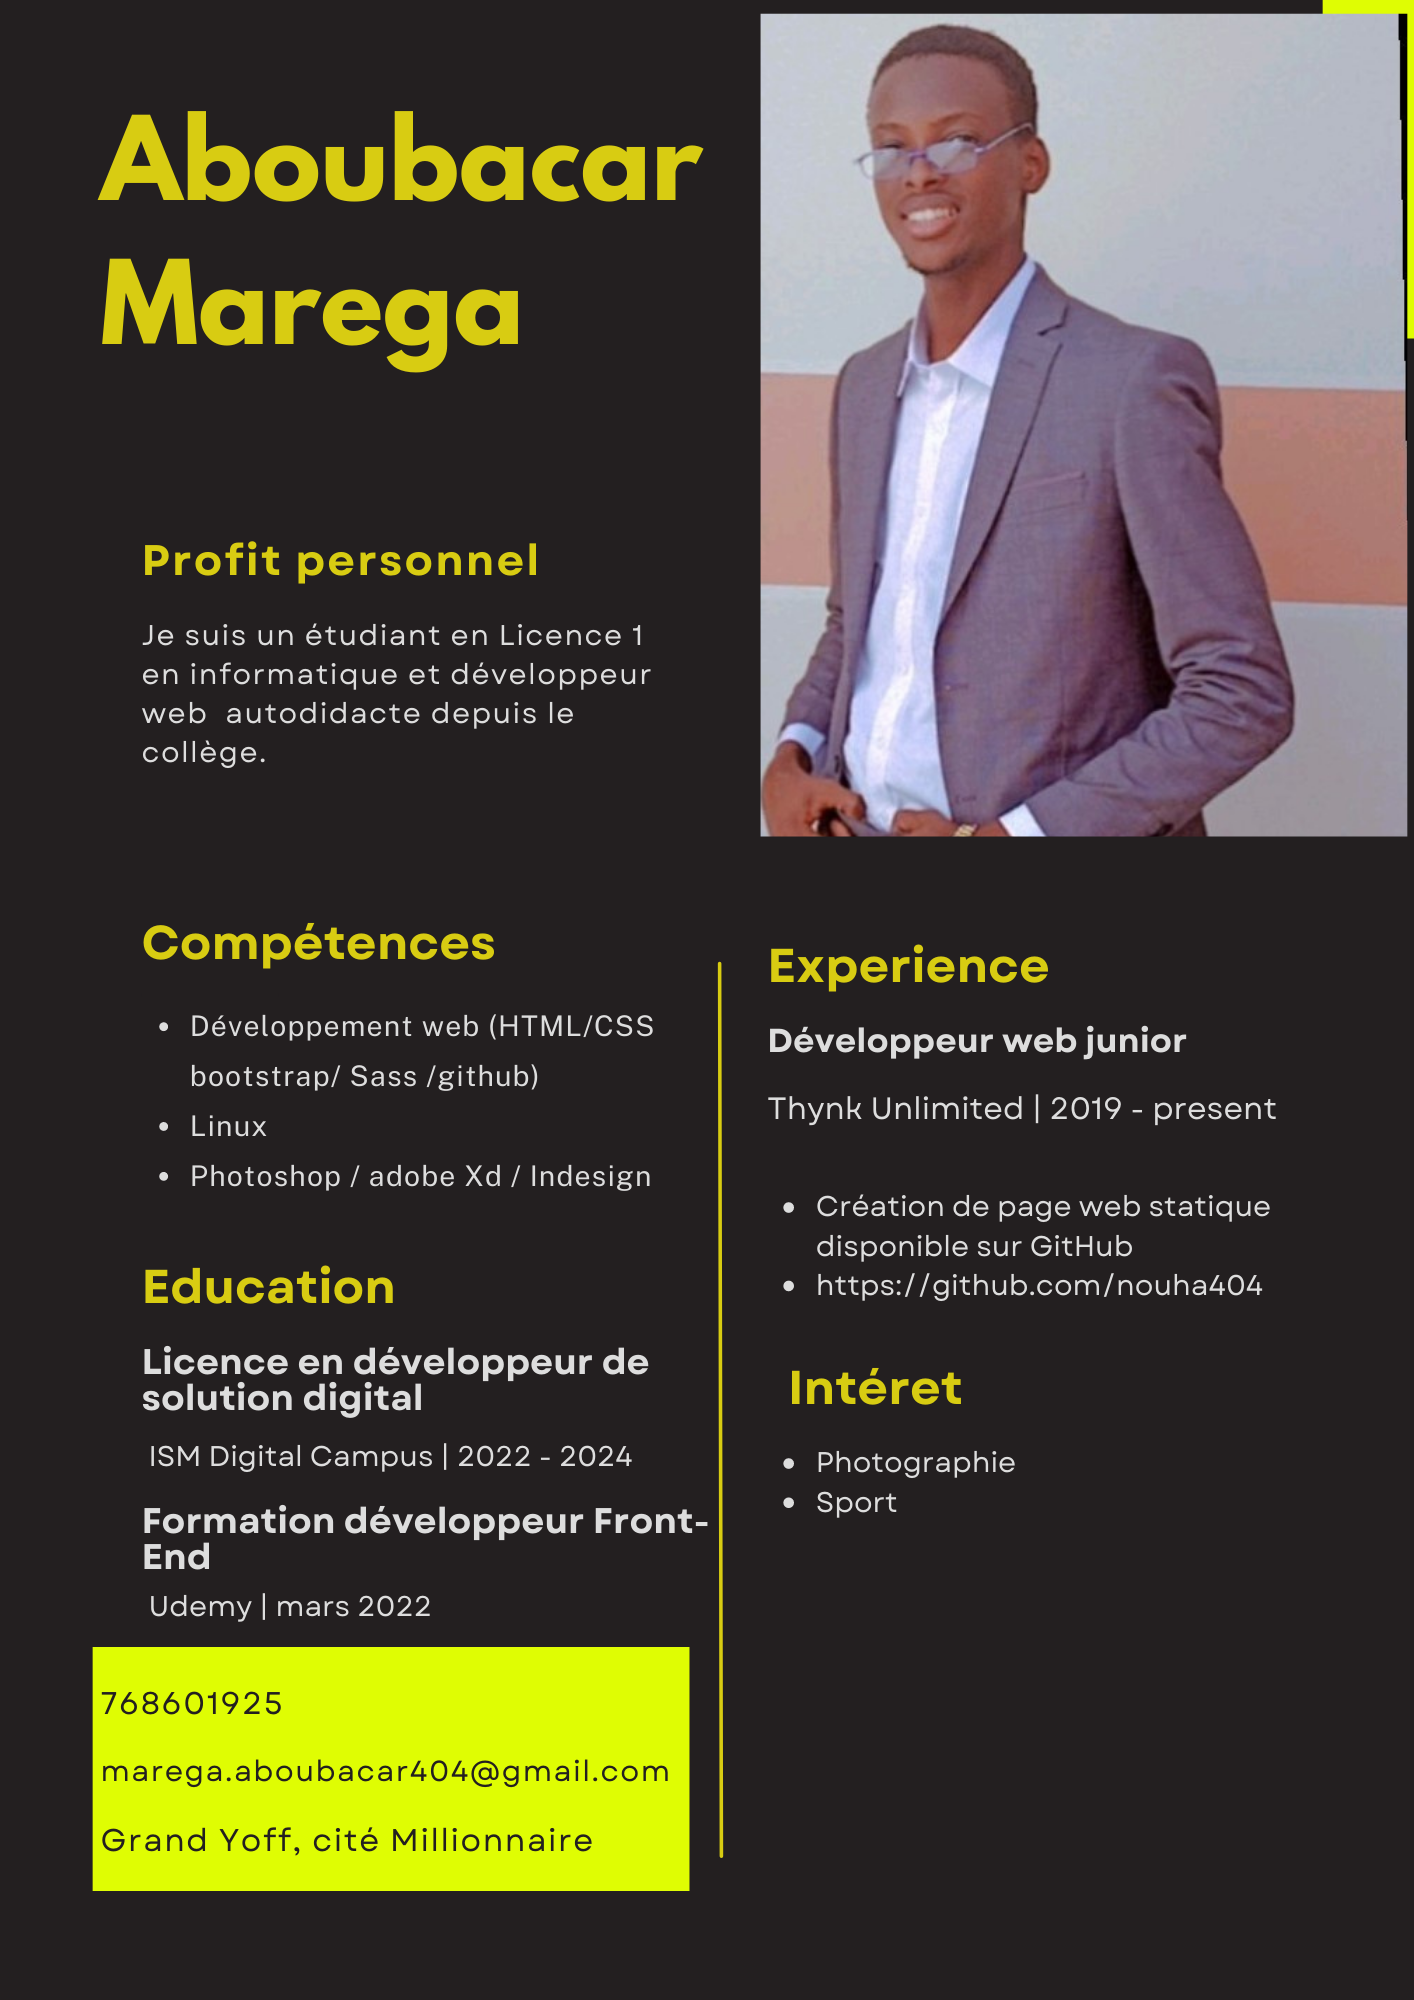 Aboubacar
Marega
Profit personnel
Je suis un étudiant en Licence 1
en informatique et développeur
web  autodidacte depuis le
collège.
Compétences
• Développement web (HTML/CSS
bootstrap/ Sass /github)
• Linux
• Photoshop / adobe Xd / Indesign
Education
Licence en développeur de
solution digital
ISM Digital Campus | 2022 - 2024
Formation développeur Front-
End
Udemy | mars 2022
768601925
marega.aboubacar404@gmail.com
Grand Yoff, cité Millionnaire
Experience
Développeur web junior
Thynk Unlimited | 2019 - present
• Création de page web statique
disponible sur GitHub
• https://github.com/nouha404
Intéret
• Photographie
• Sport